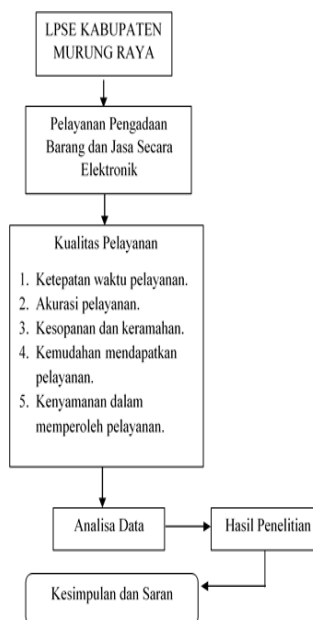 LPSE KABUPATEN
MURUNG RAYA
Pelayanan Pengadaan
Barang dan Jasa Secara
Elektronik
Kualitas Pelayanan
1. Ketepatan waktu pelayanan.
2. Akurasi pelayanan.
3. Kesopanan dan keramahan.
4. Kemudahan mendapatkan
pelayanan.
5. Kenyamanan dalam
memperoleh pelayanan.
Analisa Data
Hasil Penelitian
Kesimpulan dan Saran